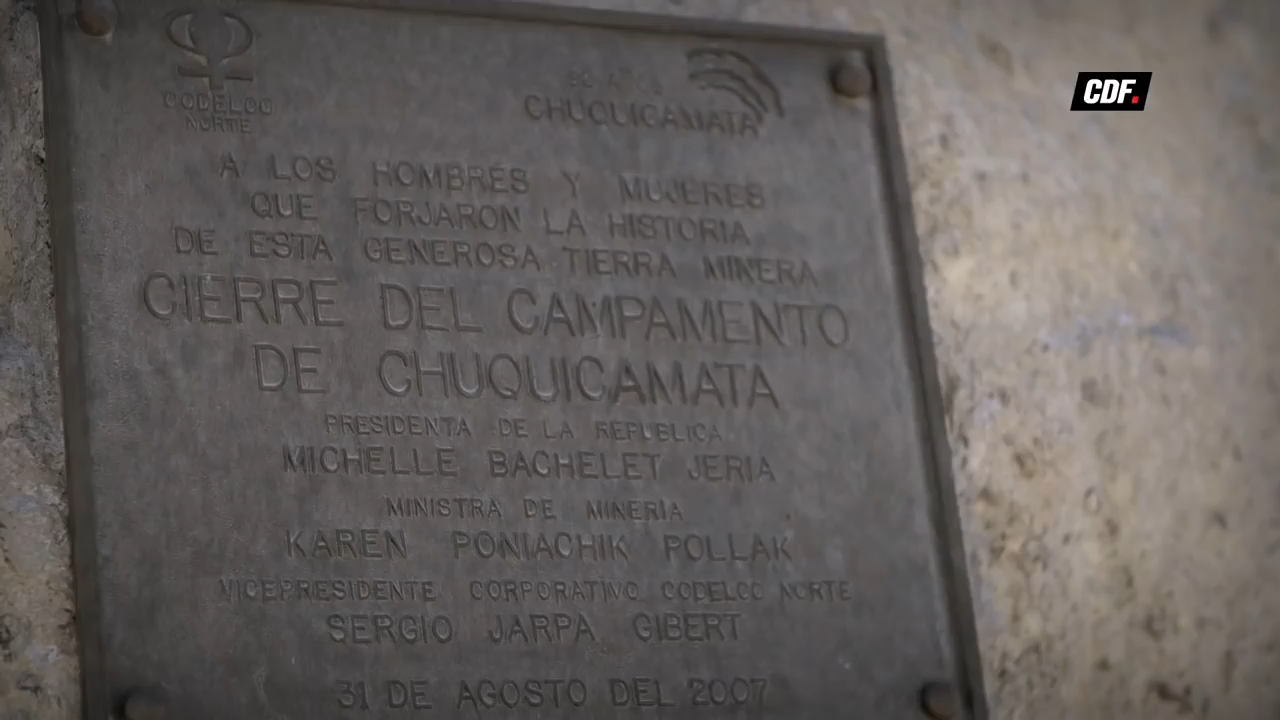 CODELCO
NORTE
CHUQUICAMATA
CDF.
A LOS HOMBRES Y MUJERES
QUE FORJARON LA HISTORIA
DE ESTA GENEROSA TIERRA MINERA
CIERRE DEL CAMPAMENTO
DE CHUQUICAMATA
PRESIDENTA DE LA REPUBLICA
MICHELLE BACHELET JERIA
MINISTRA DE MINERIA
KAREN PONIACHIK POLLAK
VICEPRESIDENTE CORPORATIVO CODELCO NORTE
SERGIO JARPA GIBERT
31 DE AGOSTO DEL 2007